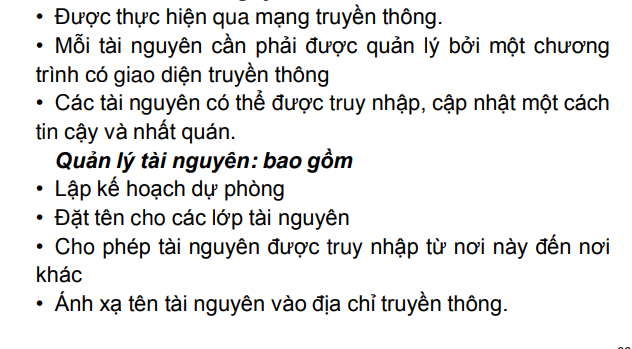 • Được thực hiện qua mạng truyền thông.
• Mỗi tài nguyên cần phải được quản lý bởi một chương
trình có giao diện truyền thông
• Các tài nguyên có thể được truy nhập, cập nhật một cách
tin cậy và nhất quán.
Quản lý tài nguyên: bao gồm
• Lập kế hoạch dự phòng
• Đặt tên cho các lớp tài nguyên
• Cho phép tài nguyên được truy nhập từ nơi này đến nơi
khác
• Ánh xạ tên tài nguyên vào địa chỉ truyền thông.